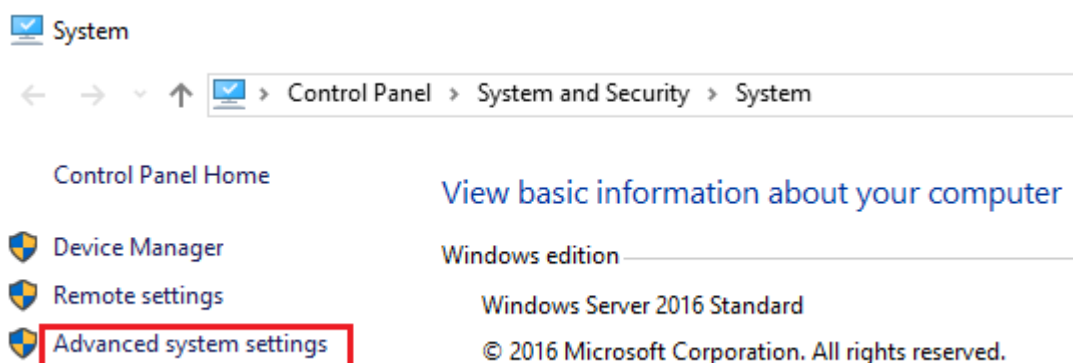 System
Control Panel > System and Security > System
Control Panel Home
View basic information about your computer
Device Manager
Windows edition
Remote settings
Windows Server 2016 Standard
Advanced system settings
© 2016 Microsoft Corporation. All rights reserved.